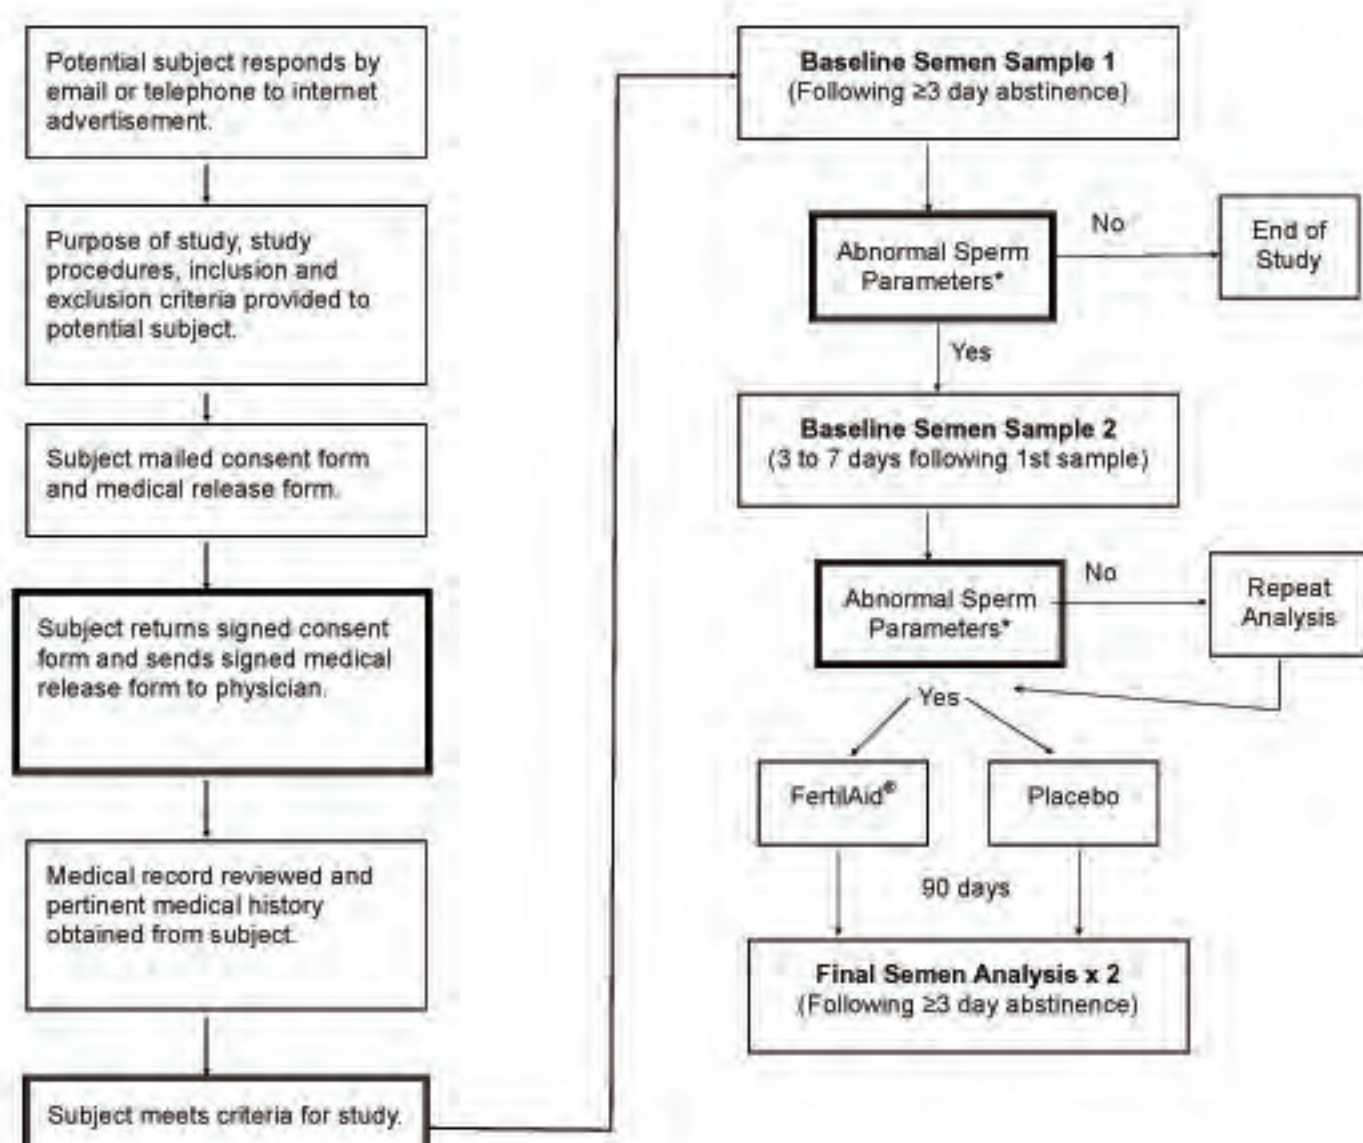 Potential subject responds by
email or telephone to internet
advertisement.
Purpose of study, study
procedures, inclusion and
exclusion criteria provided to
potential subject.
Subject mailed consent form
and medical release form.
Subject returns signed consent
form and sends signed medical
release form to physician.
Medical record reviewed and
pertinent medical history
obtained from subject.
Subject meets criteria for study.
Baseline Semen Sample 1
(Following ≥3 day abstinence)
Abnormal Sperm
Parameters*
No
End of
Study
Yes
Baseline Semen Sample 2
(3 to 7 days following 1st sample)
Abnormal Sperm
Parameters*
No
Repeat
Analysis
Yes
FertilAid®
Placebo
90 days
Final Semen Analysis x 2
(Following ≥3 day abstinence)